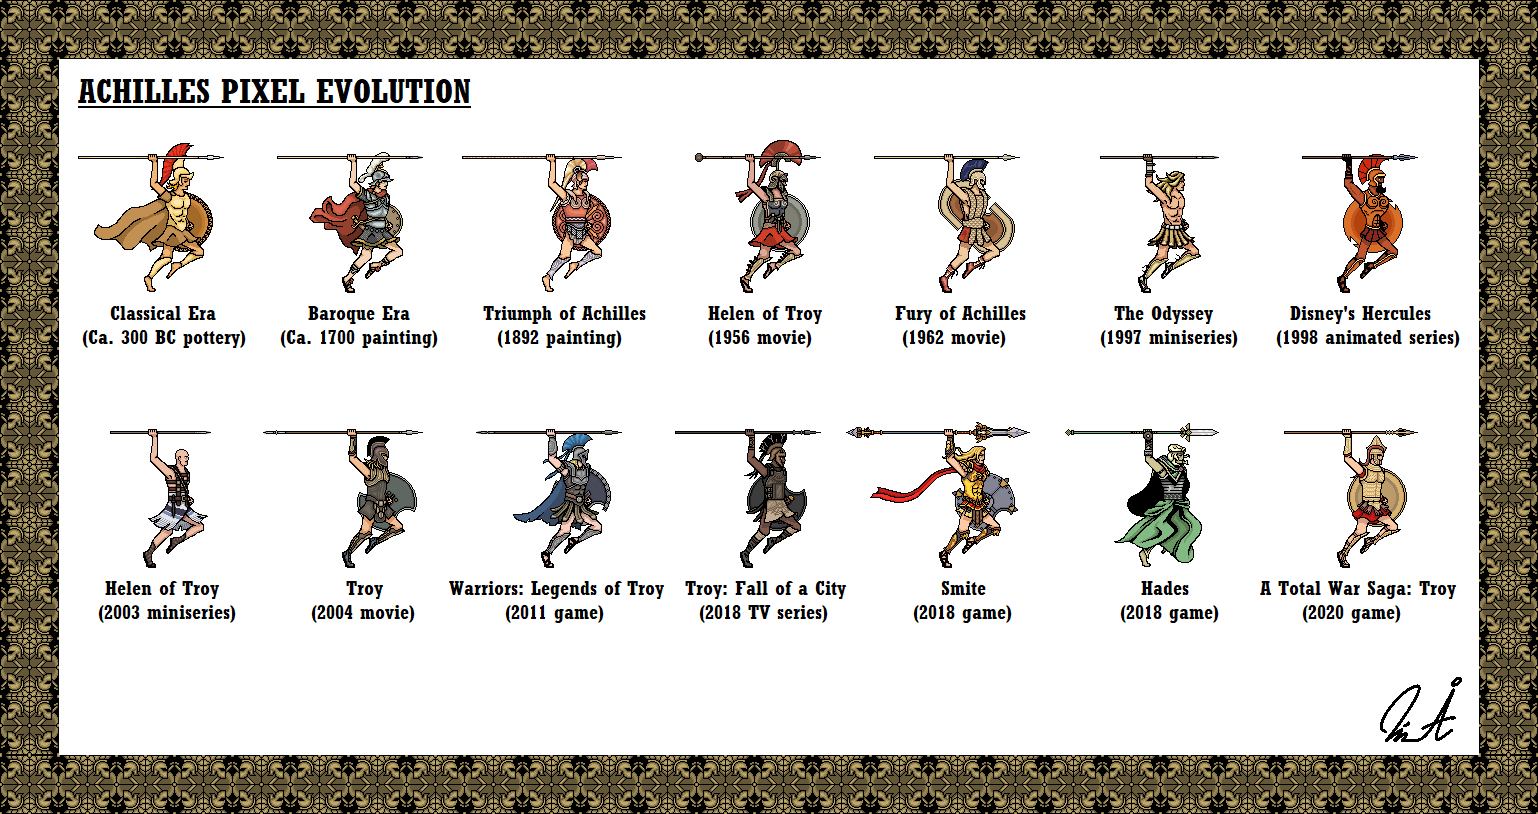 ACHILLES PIXEL EVOLUTION
Classical Era
(Ca. 300 BC pottery)
Baroque Era
(Ca. 1700 painting)
Triumph of Achilles
(1892 painting)
Helen of Troy
(1956 movie)
Fury of Achilles
(1962 movie)
The Odyssey
(1997 miniseries)
Disney's Hercules
(1998 animated series)
Helen of Troy
(2003 miniseries)
Troy
(2004 movie)
Warriors: Legends of Troy
(2011 game)
Troy: Fall of a City
(2018 TV series)
Smite
(2018 game)
Hades
(2018 game)
A Total War Saga: Troy
(2020 game)